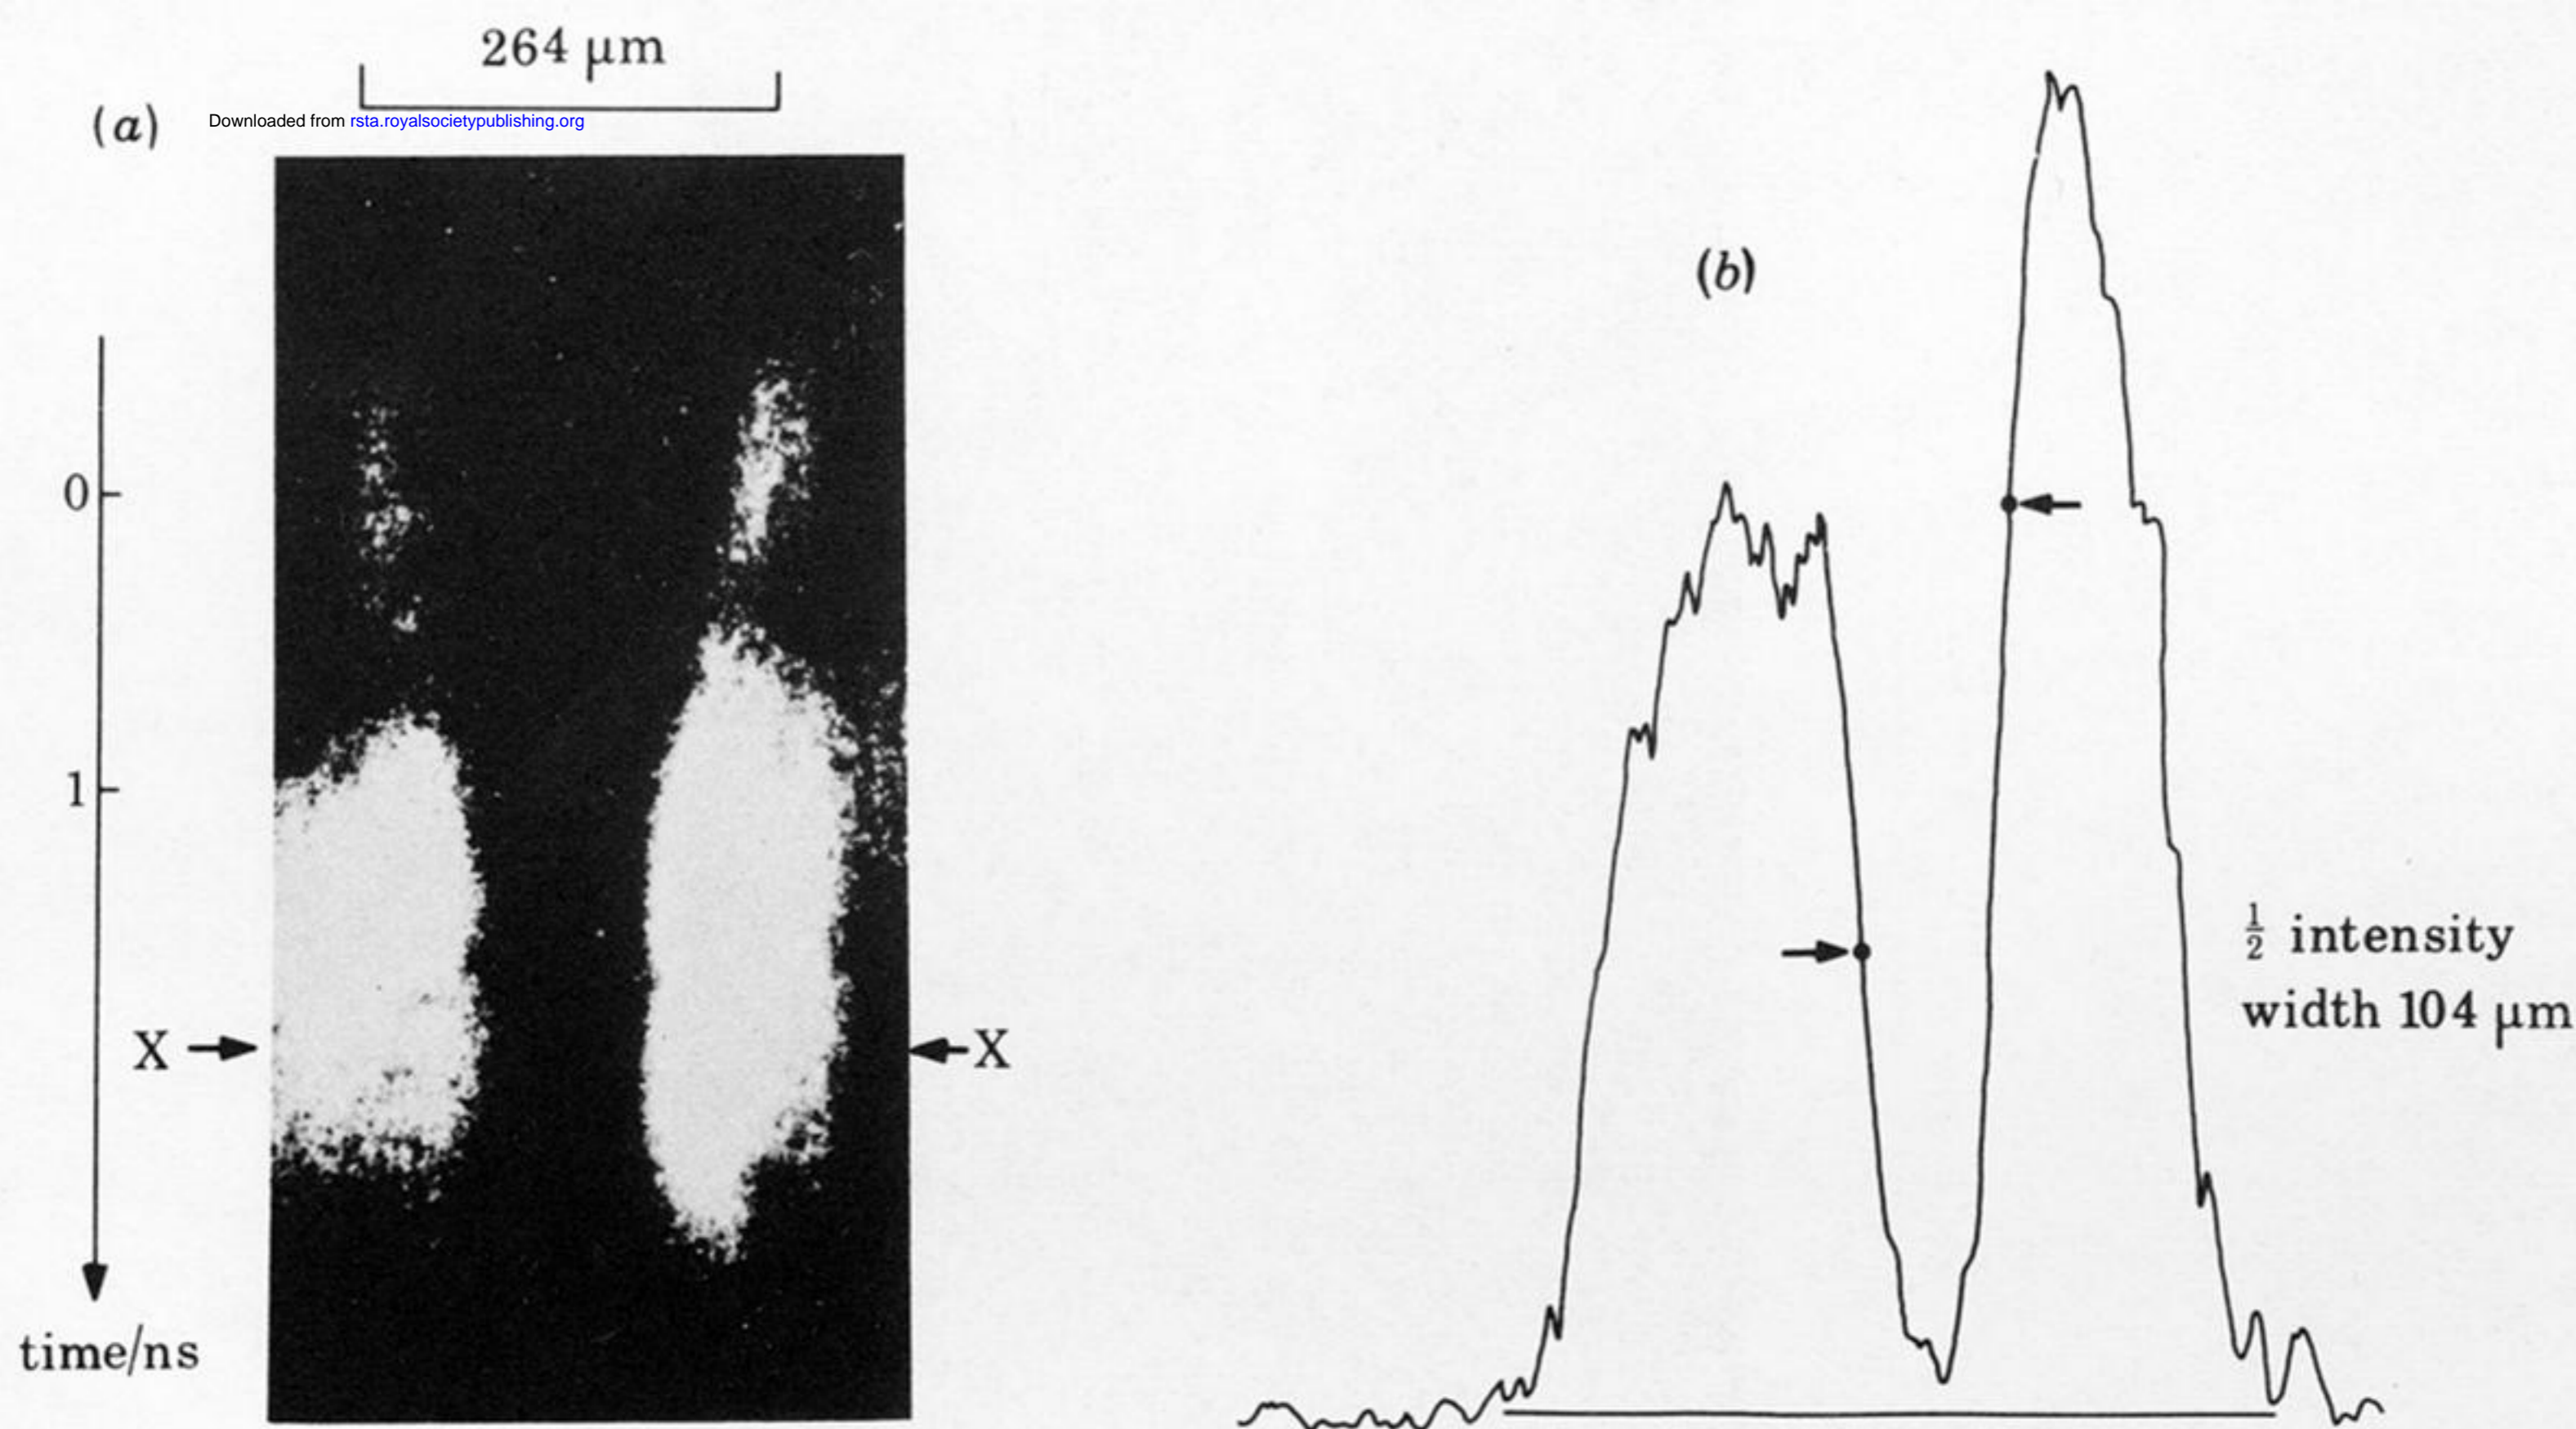 264 μm
(a)
Downloaded from rsta.royalsocietypublishing.org
(b)
0
1
½ intensity
width 104 μm
X
X
time/ns